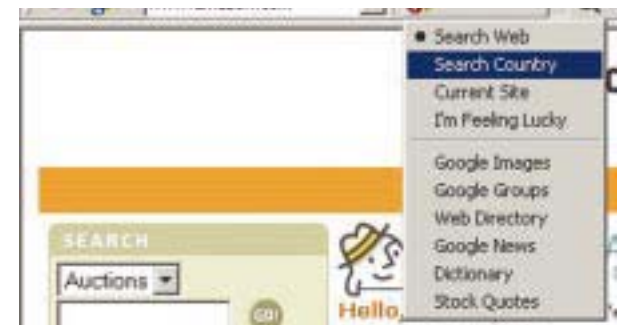 Search Web
Search Country
Current Site
I'm Feeling Lucky
Google Images
Google Groups
Web Directory
Google News
Dictionary
Stock Quotes
SEARCH
Auctions
GO!
Hello,